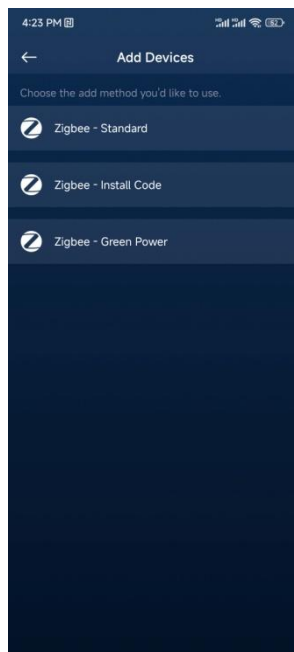 4:23 PM
Add Devices
Choose the add method you'd like to use.
Zigbee - Standard
Zigbee - Install Code
Zigbee - Green Power